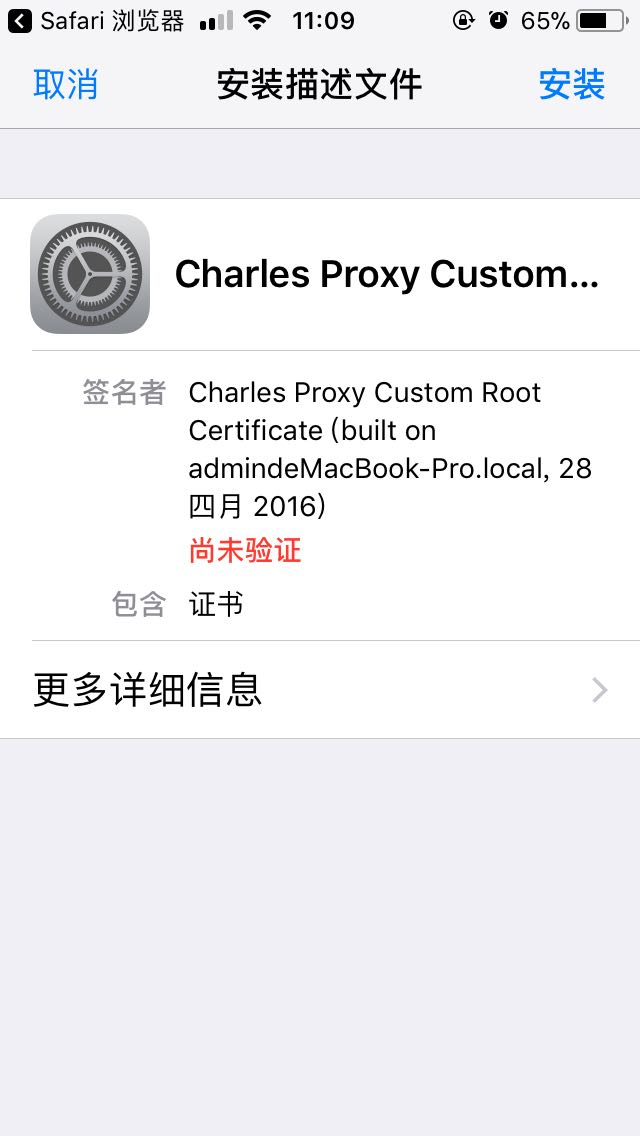 Safari 浏览器 11:09 65%
取消 安装描述文件 安装
Charles Proxy Custom...
签名者 Charles Proxy Custom Root
Certificate (built on
admindeMacBook-Pro.local, 28
四月 2016)
尚未验证
包含 证书
更多详细信息